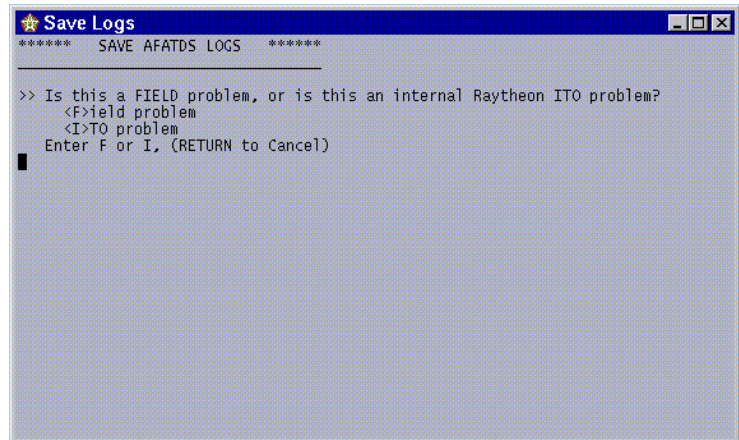 Save Logs
****** SAVE AFATDS LOGS ******
>> Is this a FIELD problem, or is this an internal Raytheon ITO problem?
<F>ield problem
<I>TO problem
Enter F or I, (RETURN to Cancel)